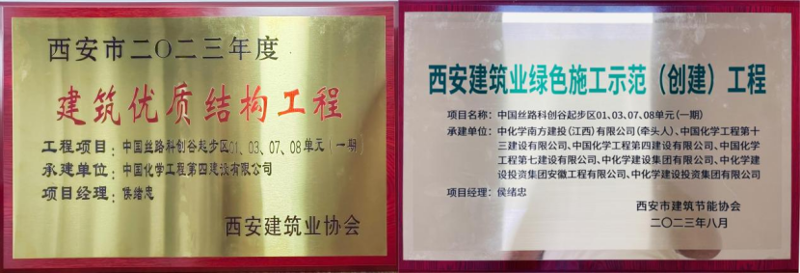 西安市二〇二三年度
建筑优质结构工程
工程项目：中国丝路科创谷起步区01、03、07、08单元（一期）
承建单位：中国化学工程第四建设有限公司
项目经理：侯绪忠
西安建筑业协会
西安建筑业绿色施工示范（创建）工程
项目名称：中国丝路科创谷起步区01、03、07、08单元（一期）
承建单位：中化学南方建投(江西)有限公司(牵头人)、中国化学工程第十
三建设有限公司、中国化学工程第四建设有限公司、中国化学
工程第七建设有限公司、中化学建设集团有限公司、中化学建
设投资集团安徽工程有限公司、中化学建设投资集团有限公司
项目经理：侯绪忠
西安市建筑节能协会
二〇二三年八月